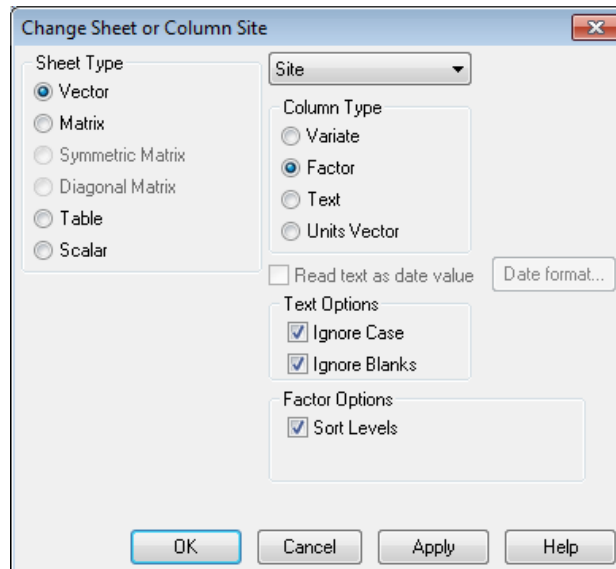 Change Sheet or Column Site
Sheet Type
Vector
Matrix
Symmetric Matrix
Diagonal Matrix
Table
Scalar
Site
Column Type
Variate
Factor
Text
Units Vector
Read text as date value
Date format...
Text Options
Ignore Case
Ignore Blanks
Factor Options
Sort Levels
OK
Cancel
Apply
Help